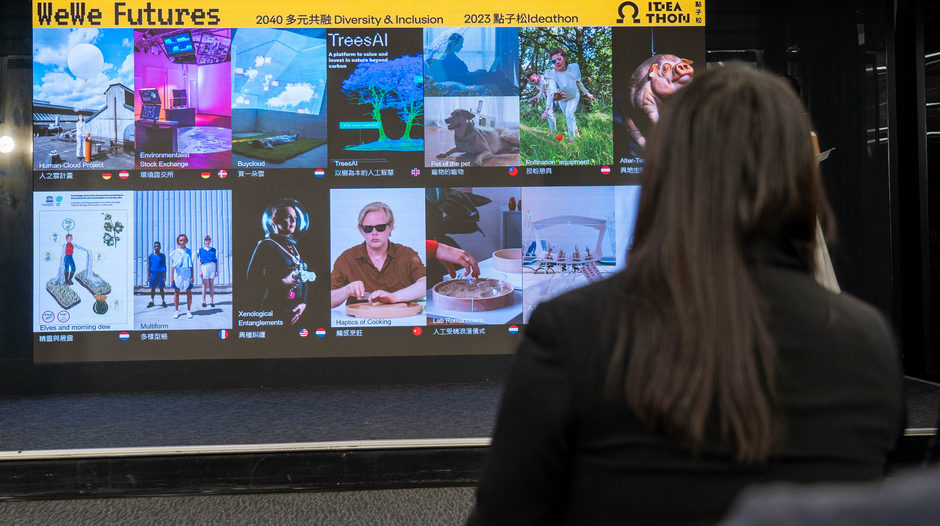 WeWe Futures
2040 多元共融 Diversity & Inclusion
2023 點子松Ideathon
IDEA
THON
點子松
TreesAI
A platform to value and
invest in nature beyond
carbon
Human-Cloud Project
人之雲計畫
Environmentalist
Stock Exchange
環境證交所
Buycloud
買一朵雲
TreesAI
以樹為本的人工智慧
Pet of the pet
寵物的寵物
Pollination "equipment"
授粉憩具
Alter-Te
異地
Elves and morning dew
精靈與晨露
Multiform
多樣型態
Xenological
Entanglements
異種糾纏
Haptics of Cooking
觸感烹飪
Lab Romanticism
人工受精浪漫儀式